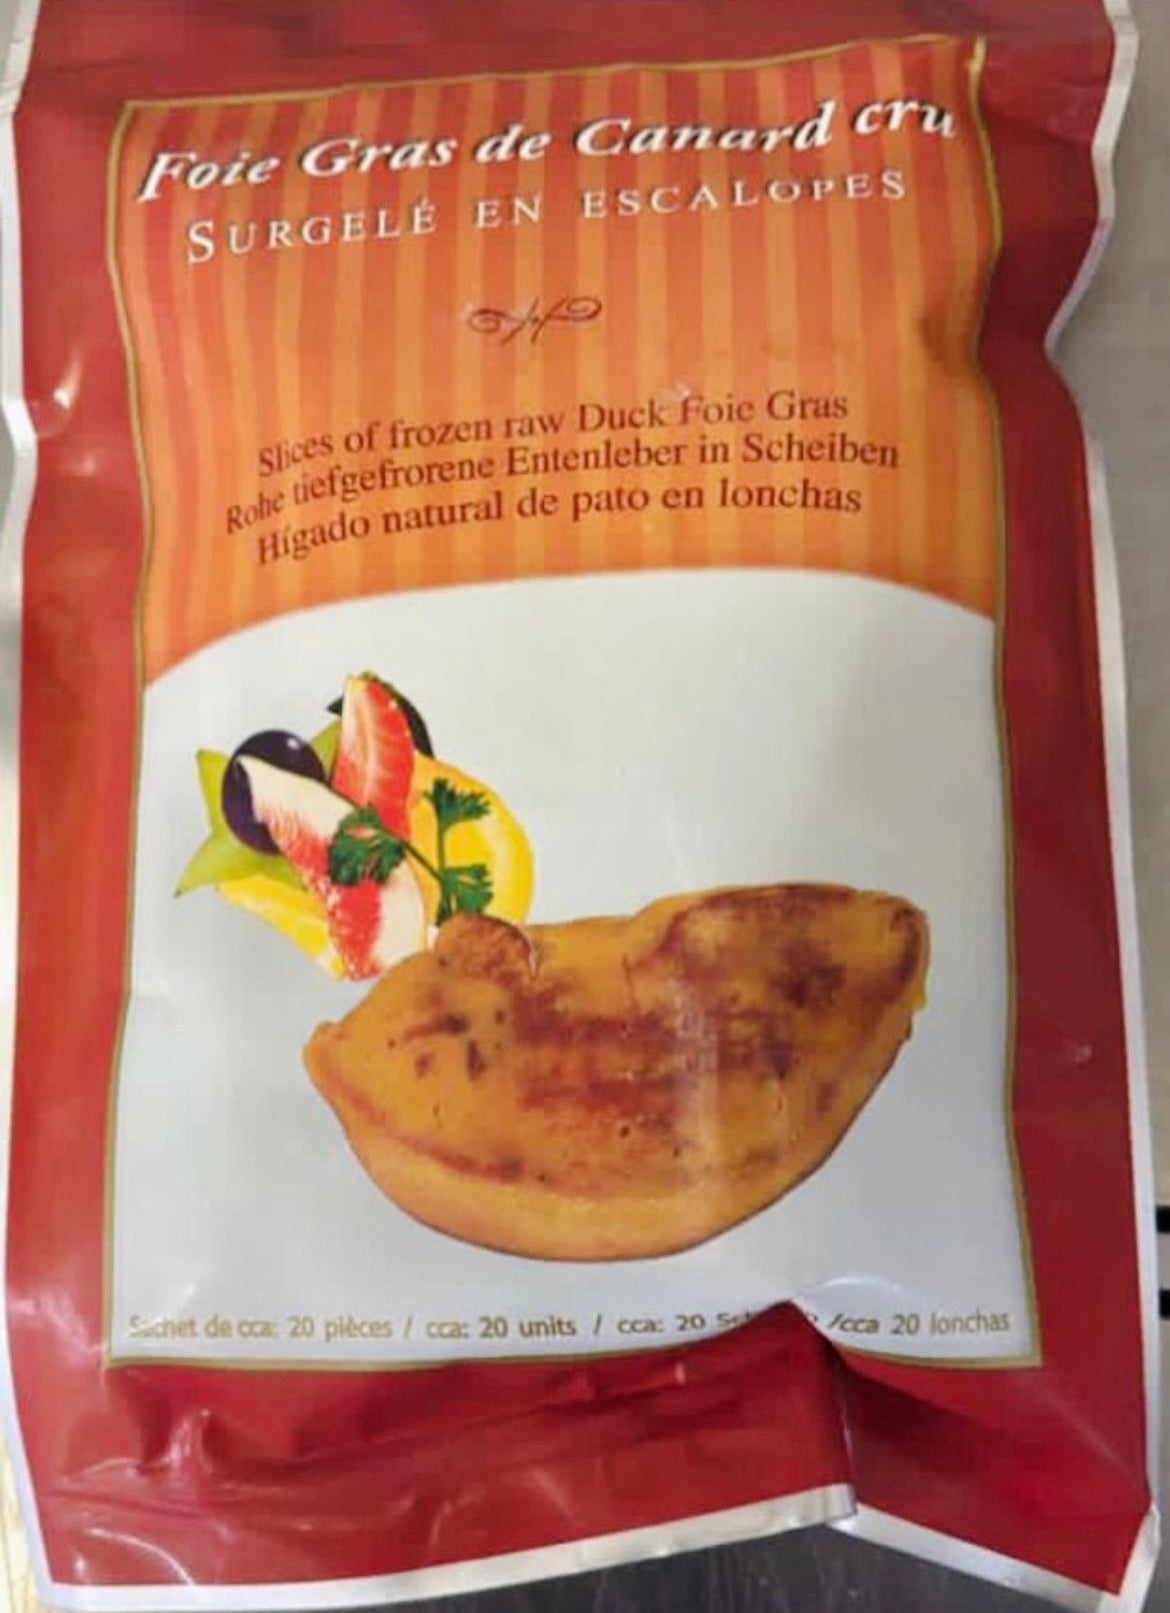 Foie Gras de Canard cru
SURGELÉ EN ESCALOPES
Slices of frozen raw Duck Foie Gras
Rohe tiefgefrorene Entenleber in Scheiben
Hígado natural de pato en lonchas
Sachet de cca: 20 pièces / cca: 20 units / cca: 20 /cca 20 lonchas